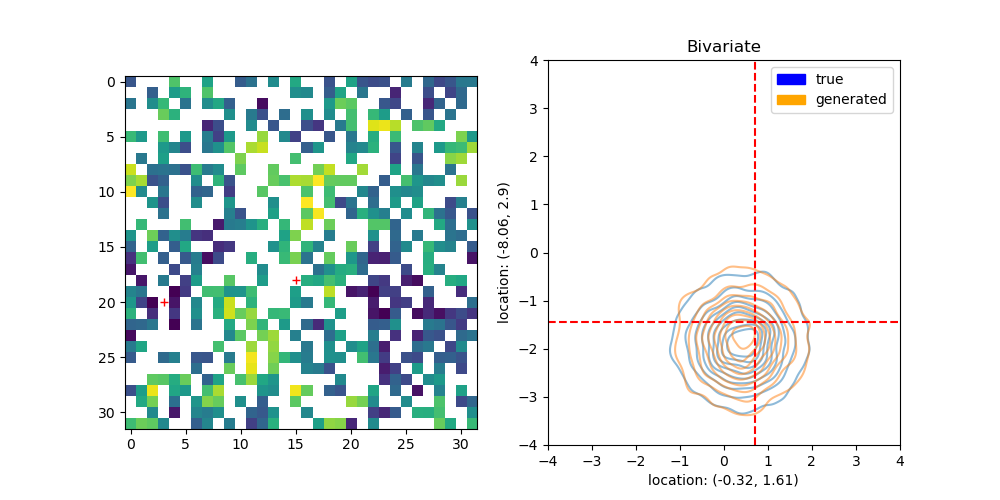 Bivariate
0
5
10
15
20
25
30
0 5 10 15 20 25 30
true
generated
4
3
2
1
0
−1
−2
−3
−4
−4 −3 −2 −1 0 1 2 3 4
location: (-8.06, 2.9)
location: (-0.32, 1.61)